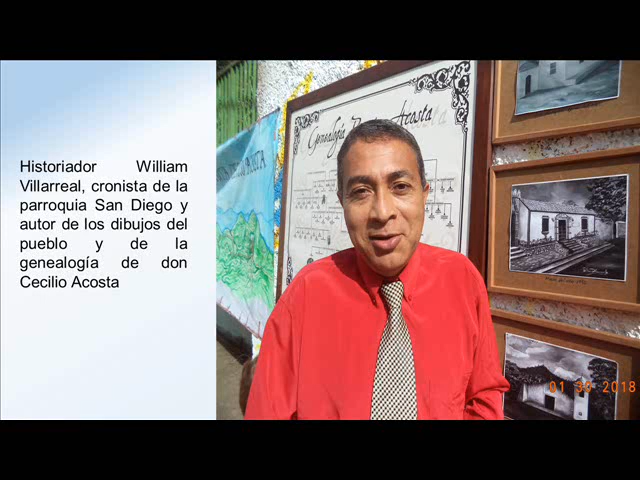 Historiador William
Villarreal, cronista de la
parroquia San Diego y
autor de los dibujos del
pueblo y de la
genealogía de don
Cecilio Acosta
Genealogía Acosta
01 30 2018